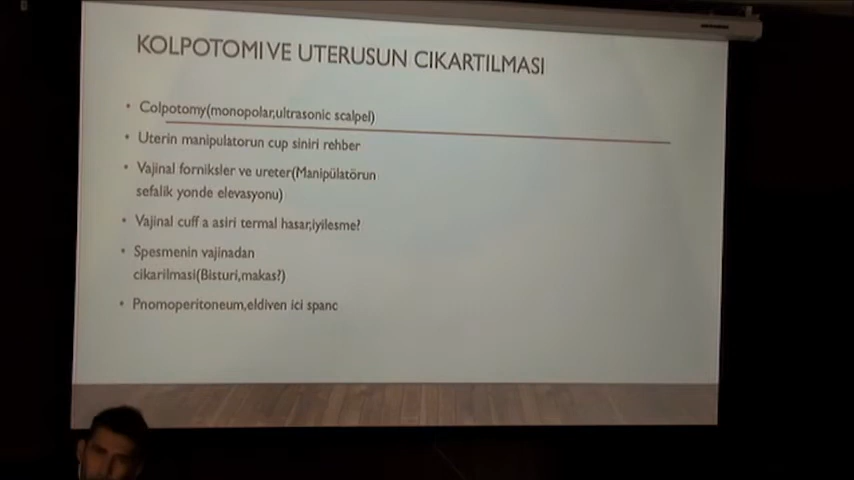 KOLPOTOMI VE UTERUSUN CIKARTILMASI
• Colpotomy(monopolar,ultrasonic scalpel)
• Uterin manipulatorun cup siniri rehber
• Vajinal forniksler ve ureter(Manipülatörun
sefalik yonde elevasyonu)
• Vajinal cuff a asiri termal hasar,iyilesme?
• Spesmenin vajinadan
cikarilmasi(Bisturi,makas?)
• Pnomoperitoneum,eldiven ici spanc